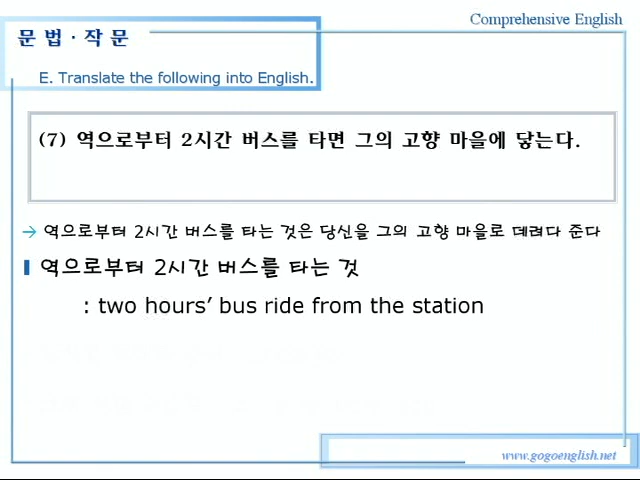 Comprehensive English
문 법 · 작 문
E. Translate the following into English.
(7) 역으로부터 2시간 버스를 타면 그의 고향 마을에 닿는다.
→ 역으로부터 2시간 버스를 타는 것은 당신을 그의 고향 마을로 데려다 준다
역으로부터 2시간 버스를 타는 것
: two hours’ bus ride from the station
www.gogoenglish.net